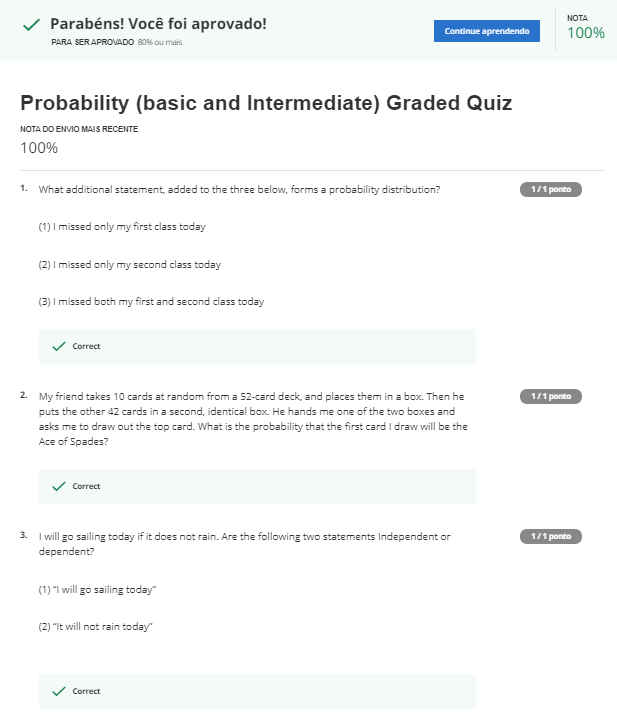 Parabéns! Você foi aprovado!
PARA SER APROVADO 80% ou mais
Continue aprendendo
NOTA
100%
Probability (basic and Intermediate) Graded Quiz
NOTA DO ENVIO MAIS RECENTE
100%
1. What additional statement, added to the three below, forms a probability distribution?
1 / 1 ponto
(1) I missed only my first class today
(2) I missed only my second class today
(3) I missed both my first and second class today
Correct
2. My friend takes 10 cards at random from a 52-card deck, and places them in a box. Then he
puts the other 42 cards in a second, identical box. He hands me one of the two boxes and
asks me to draw out the top card. What is the probability that the first card I draw will be the
Ace of Spades?
1 / 1 ponto
Correct
3. I will go sailing today if it does not rain. Are the following two statements Independent or
dependent?
1 / 1 ponto
(1) “I will go sailing today”
(2) “It will not rain today”
Correct